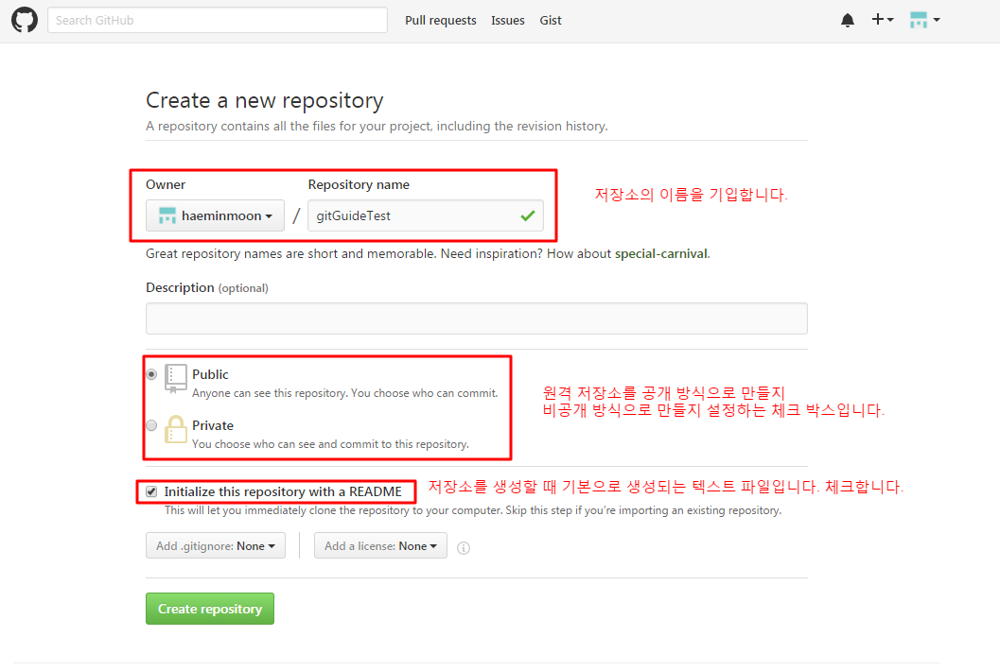 Search GitHub Pull requests Issues Gist
Create a new repository
A repository contains all the files for your project, including the revision history.
Owner Repository name
haeminmoon / gitGuideTest
저장소의 이름을 기입합니다.
Great repository names are short and memorable. Need inspiration? How about special-carnival.
Description (optional)
Public
Anyone can see this repository. You choose who can commit.
Private
You choose who can see and commit to this repository.
원격 저장소를 공개 방식으로 만들지
비공개 방식으로 만들지 설정하는 체크 박스입니다.
Initialize this repository with a README
저장소를 생성할 때 기본으로 생성되는 텍스트 파일입니다. 체크합니다.
This will let you immediately clone the repository to your computer. Skip this step if you're importing an existing repository.
Add .gitignore: None Add a license: None
Create repository